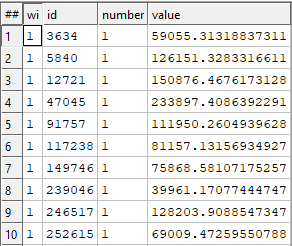 ## wi id number value
1 1 3634 1 59055.31318837311
2 1 5840 1 126151.3283316611
3 1 12721 1 150876.4676173128
4 1 47045 1 233897.4086392291
5 1 91757 1 111950.2604939628
6 1 117238 1 81157.13156934927
7 1 149746 1 75868.58107175257
8 1 239046 1 39961.17077444747
9 1 246517 1 128203.9088547347
10 1 252615 1 69009.47259550788